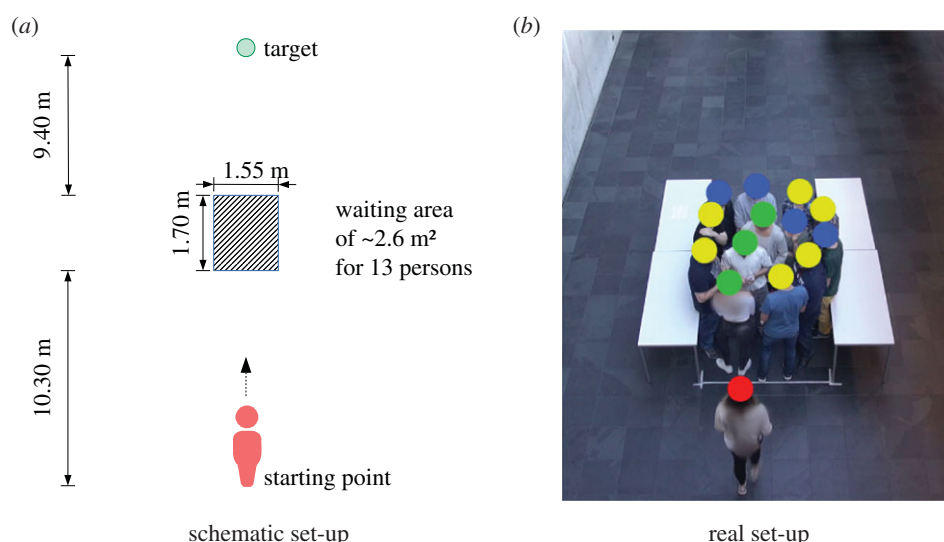 (a)
target
9.40 m
1.55 m
1.70 m
waiting area
of ~2.6 m²
for 13 persons
10.30 m
starting point
schematic set-up
(b)
real set-up